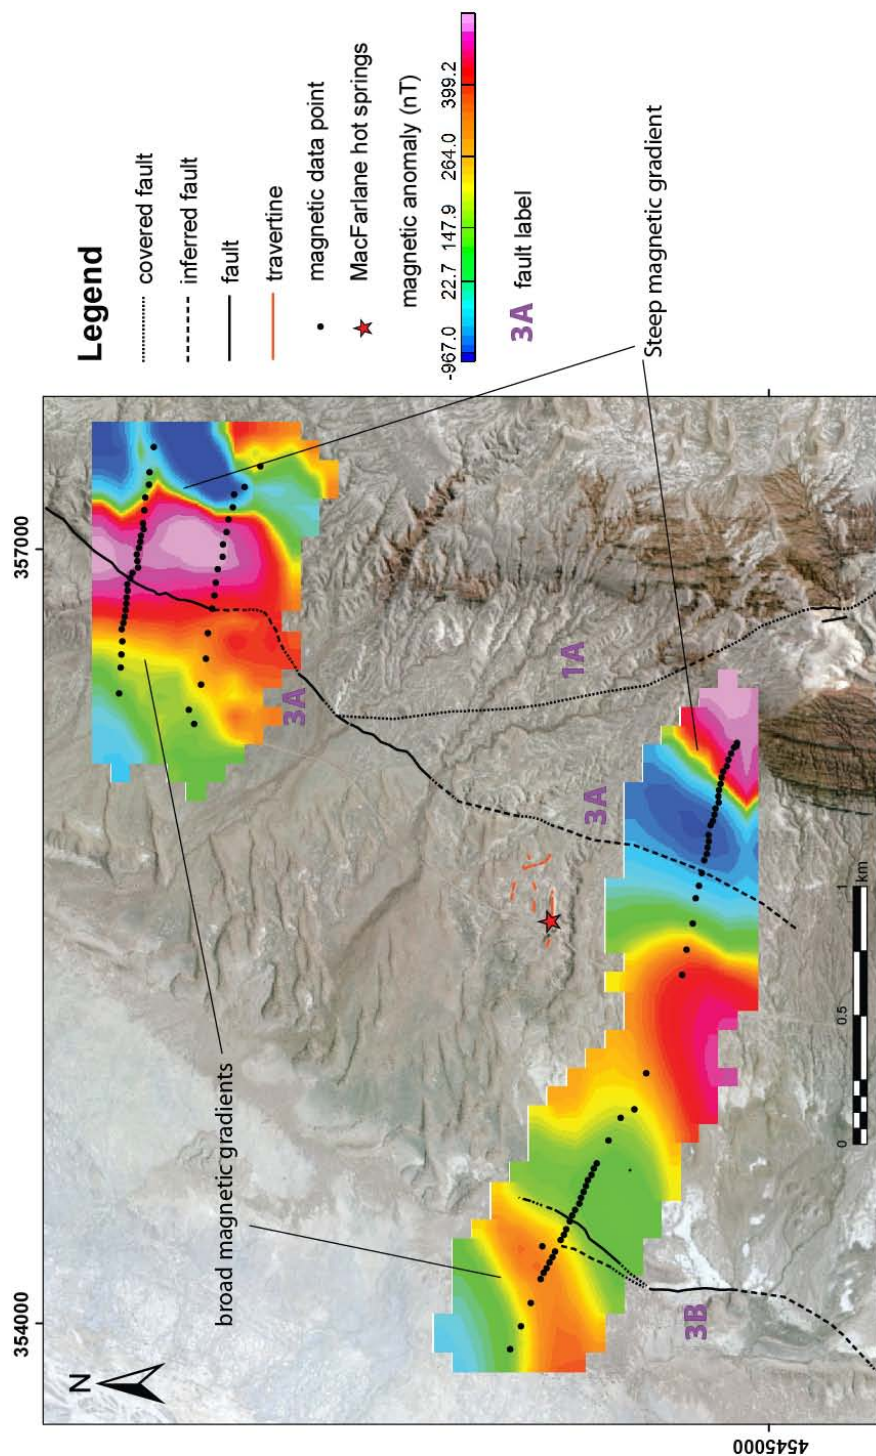 Legend
covered fault
inferred fault
fault
travertine
magnetic data point
MacFarlane hot springs
magnetic anomaly (nT)
-967.0 22.7 147.9 264.0 399.2
3A fault label
Steep magnetic gradient
broad magnetic gradients
N
354000
357000
4545000
3A
1A
3A
3B
0 0.5 1
km